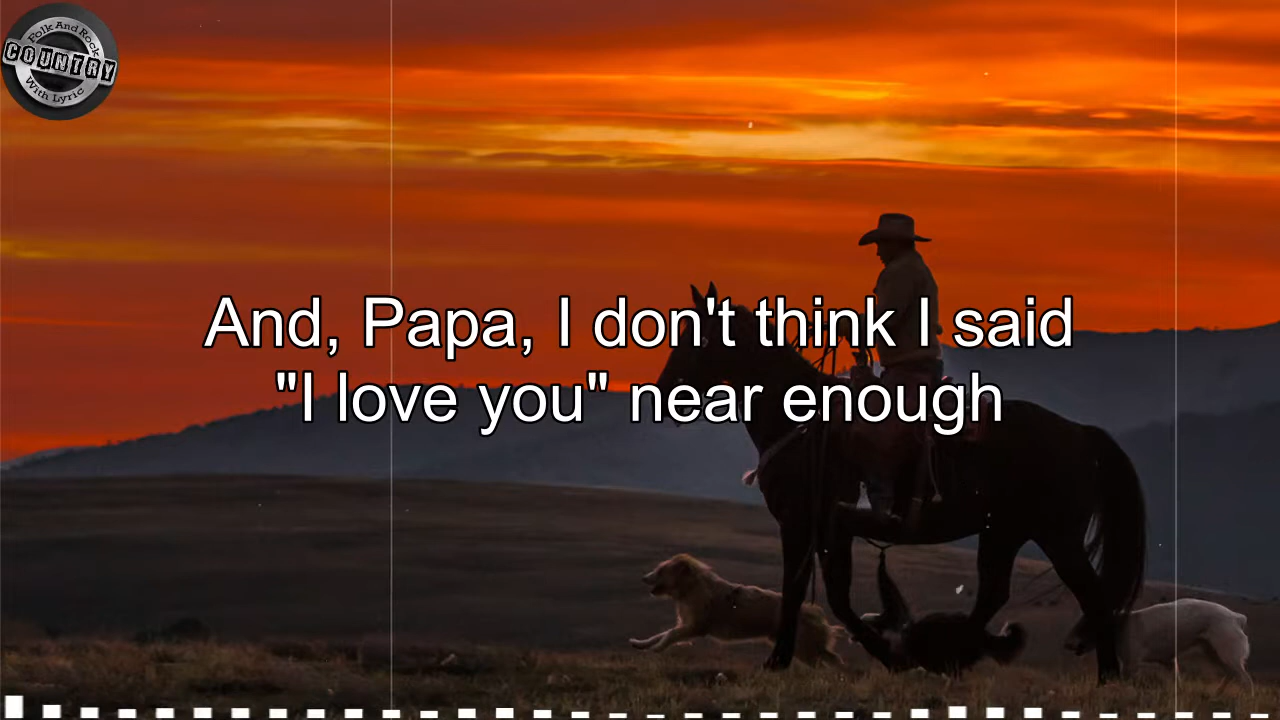 Folk And Rock
COUNTRY
With Lyric
And, Papa, I don't think I said
"I love you" near enough